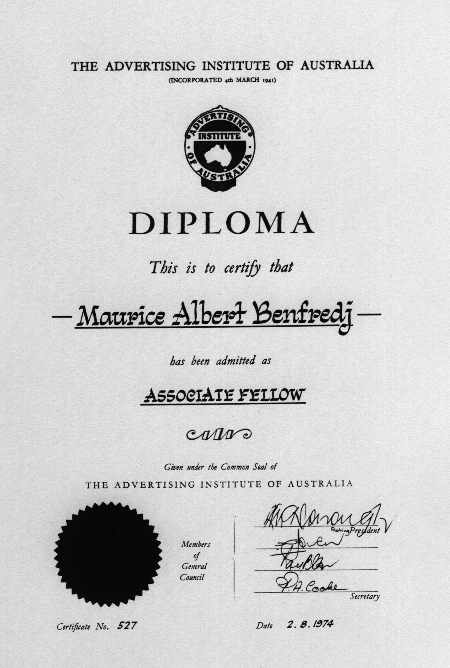 THE ADVERTISING INSTITUTE OF AUSTRALIA
(INCORPORATED 4th MARCH 1941)
ADVERTISING
INSTITUTE
OF AUSTRALIA
DIPLOMA
This is to certify that
Maurice Albert Benfredj
has been admitted as
ASSOCIATE FELLOW
Given under the Common Seal of
THE ADVERTISING INSTITUTE OF AUSTRALIA
President
Members
of
General
Council
P.A. Cooke
Secretary
Certificate No. 527
Date 2.8.1974